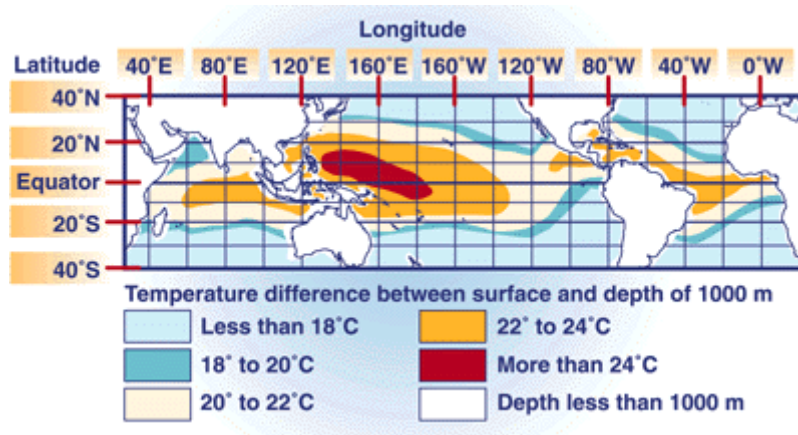 Longitude
Latitude 40°E 80°E 120°E 160°E 160°W 120°W 80°W 40°W 0°W
40°N
20°N
Equator
20°S
40°S
Temperature difference between surface and depth of 1000 m
Less than 18°C 22° to 24°C
18° to 20°C More than 24°C
20° to 22°C Depth less than 1000 m